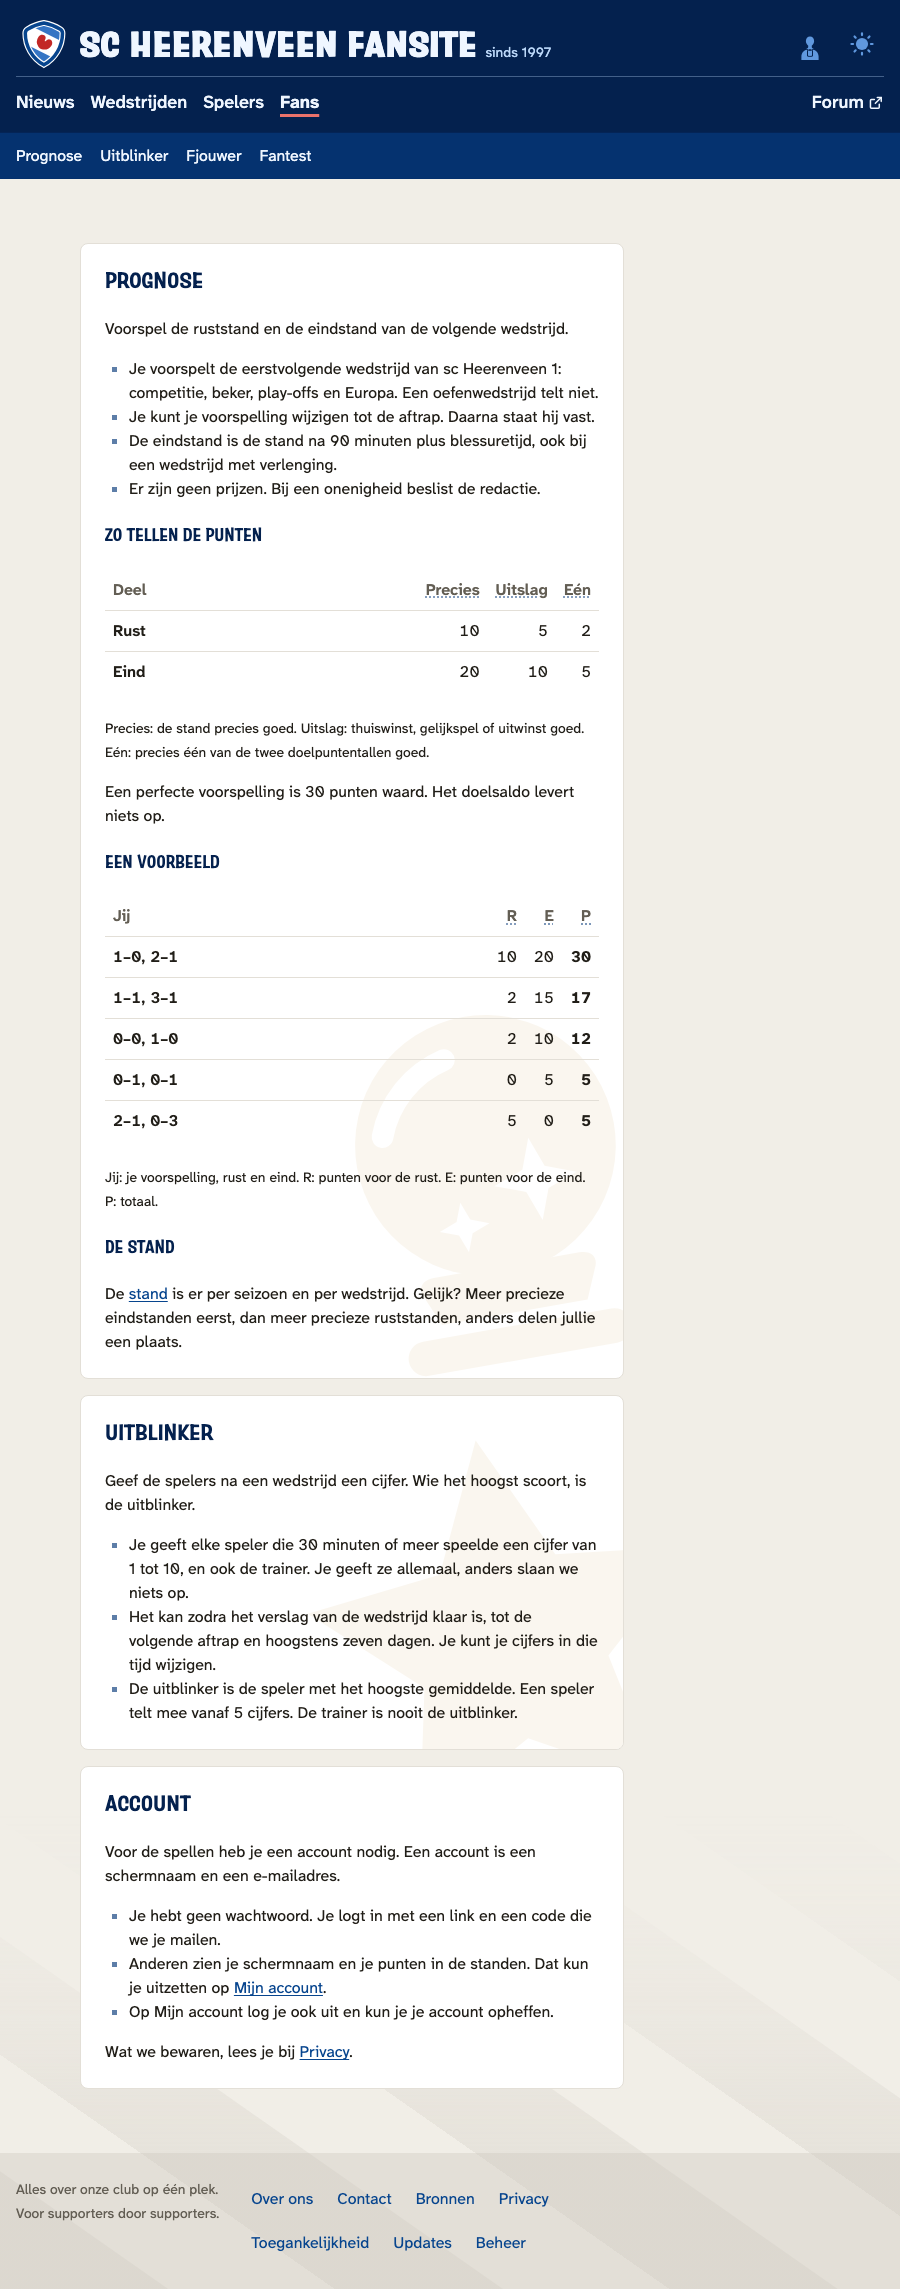 SC HEERENVEEN FANSITE sinds 1997
Nieuws Wedstrijden Spelers Fans Forum
Prognose Uitblinker Fjouwer Fantest
PROGNOSE
Voorspel de ruststand en de eindstand van de volgende wedstrijd.
Je voorspelt de eerstvolgende wedstrijd van sc Heerenveen 1:
competitie, beker, play-offs en Europa. Een oefenwedstrijd telt niet.
Je kunt je voorspelling wijzigen tot de aftrap. Daarna staat hij vast.
De eindstand is de stand na 90 minuten plus blessuretijd, ook bij
een wedstrijd met verlenging.
Er zijn geen prijzen. Bij een onenigheid beslist de redactie.
ZO TELLEN DE PUNTEN
Deel Precies Uitslag Eén
Rust 10 5 2
Eind 20 10 5
Precies: de stand precies goed. Uitslag: thuiswinst, gelijkspel of uitwinst goed.
Eén: precies één van de twee doelpuntentallen goed.
Een perfecte voorspelling is 30 punten waard. Het doelsaldo levert
niets op.
EEN VOORBEELD
Jij R E P
1–0, 2–1 10 20 30
1–1, 3–1 2 15 17
0–0, 1–0 2 10 12
0–1, 0–1 0 5 5
2–1, 0–3 5 0 5
Jij: je voorspelling, rust en eind. R: punten voor de rust. E: punten voor de eind.
P: totaal.
DE STAND
De stand is er per seizoen en per wedstrijd. Gelijk? Meer precieze
eindstanden eerst, dan meer precieze ruststanden, anders delen jullie
een plaats.
UITBLINKER
Geef de spelers na een wedstrijd een cijfer. Wie het hoogst scoort, is
de uitblinker.
Je geeft elke speler die 30 minuten of meer speelde een cijfer van
1 tot 10, en ook de trainer. Je geeft ze allemaal, anders slaan we
niets op.
Het kan zodra het verslag van de wedstrijd klaar is, tot de
volgende aftrap en hoogstens zeven dagen. Je kunt je cijfers in die
tijd wijzigen.
De uitblinker is de speler met het hoogste gemiddelde. Een speler
telt mee vanaf 5 cijfers. De trainer is nooit de uitblinker.
ACCOUNT
Voor de spellen heb je een account nodig. Een account is een
schermnaam en een e-mailadres.
Je hebt geen wachtwoord. Je logt in met een link en een code die
we je mailen.
Anderen zien je schermnaam en je punten in de standen. Dat kun
je uitzetten op Mijn account.
Op Mijn account log je ook uit en kun je je account opheffen.
Wat we bewaren, lees je bij Privacy.
Alles over onze club op één plek.
Voor supporters door supporters.
Over ons Contact Bronnen Privacy
Toegankelijkheid Updates Beheer